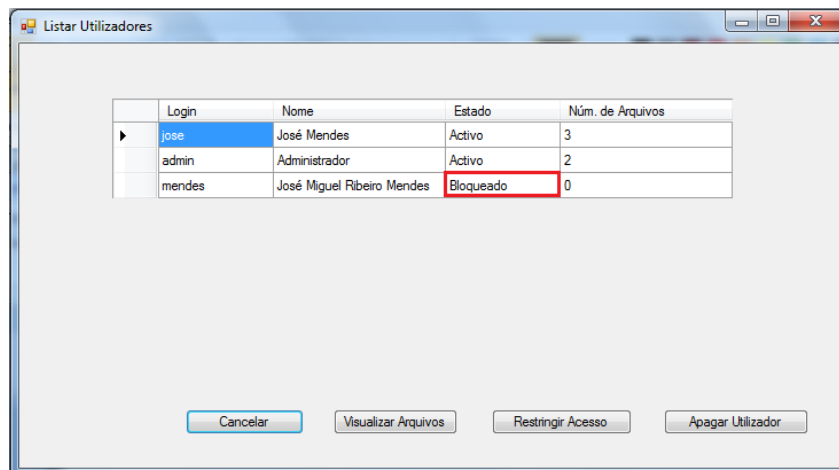 Listar Utilizadores
Login Nome Estado Núm. de Arquivos
jose José Mendes Activo 3
admin Administrador Activo 2
mendes José Miguel Ribeiro Mendes Bloqueado 0
Cancelar Visualizar Arquivos Restringir Acesso Apagar Utilizador